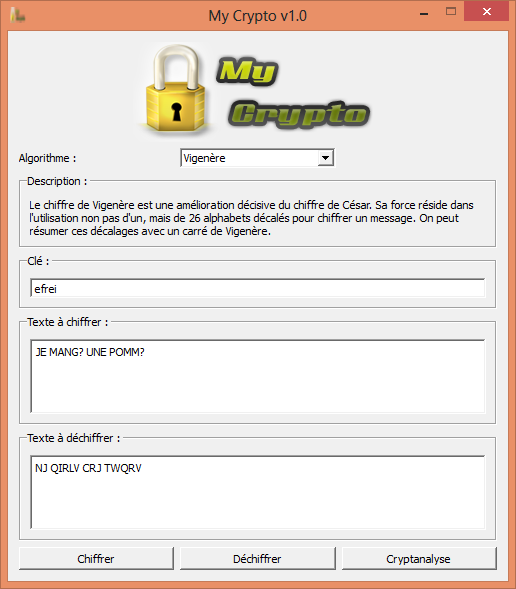 My Crypto v1.0
My
Crypto
Algorithme :
Vigenère
Description :
Le chiffre de Vigenère est une amélioration décisive du chiffre de César. Sa force réside dans
l'utilisation non pas d'un, mais de 26 alphabets décalés pour chiffrer un message. On peut
résumer ces décalages avec un carré de Vigenère.
Clé :
efrei
Texte à chiffrer :
JE MANG? UNE POMM?
Texte à déchiffrer :
NJ QIRLV CRJ TWQRV
Chiffrer
Déchiffrer
Cryptanalyse